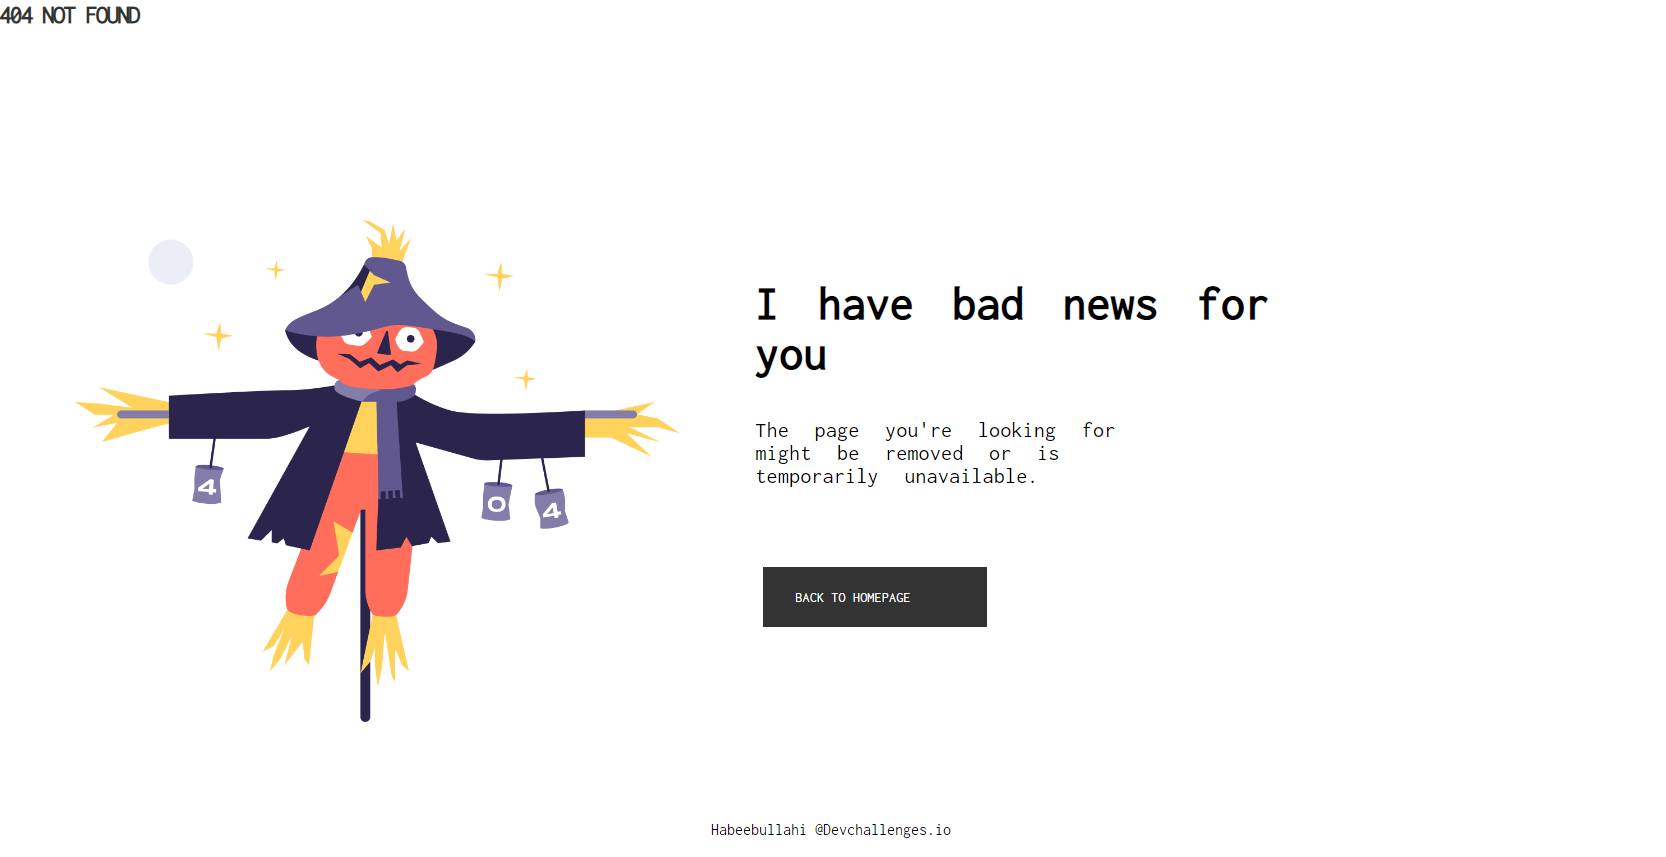 404 NOT FOUND
I have bad news for
you
The page you're looking for
might be removed or is
temporarily unavailable.
4
0
4
BACK TO HOMEPAGE
Habeebullahi @Devchallenges.io